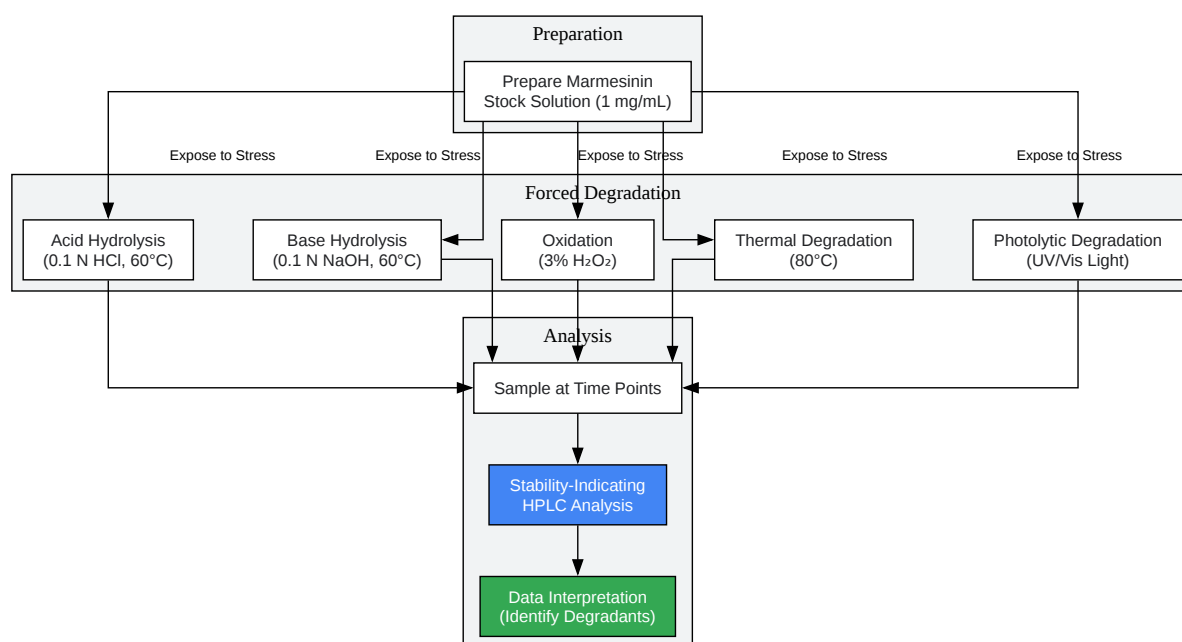 Preparation
Prepare Marmesinin
Stock Solution (1 mg/mL)
Expose to Stress
Expose to Stress
Expose to Stress
Expose to Stress
Expose to Stress
Forced Degradation
Acid Hydrolysis
(0.1 N HCl, 60°C)
Base Hydrolysis
(0.1 N NaOH, 60°C)
Oxidation
(3% H₂O₂)
Thermal Degradation
(80°C)
Photolytic Degradation
(UV/Vis Light)
Analysis
Sample at Time Points
Stability-Indicating
HPLC Analysis
Data Interpretation
(Identify Degradants)